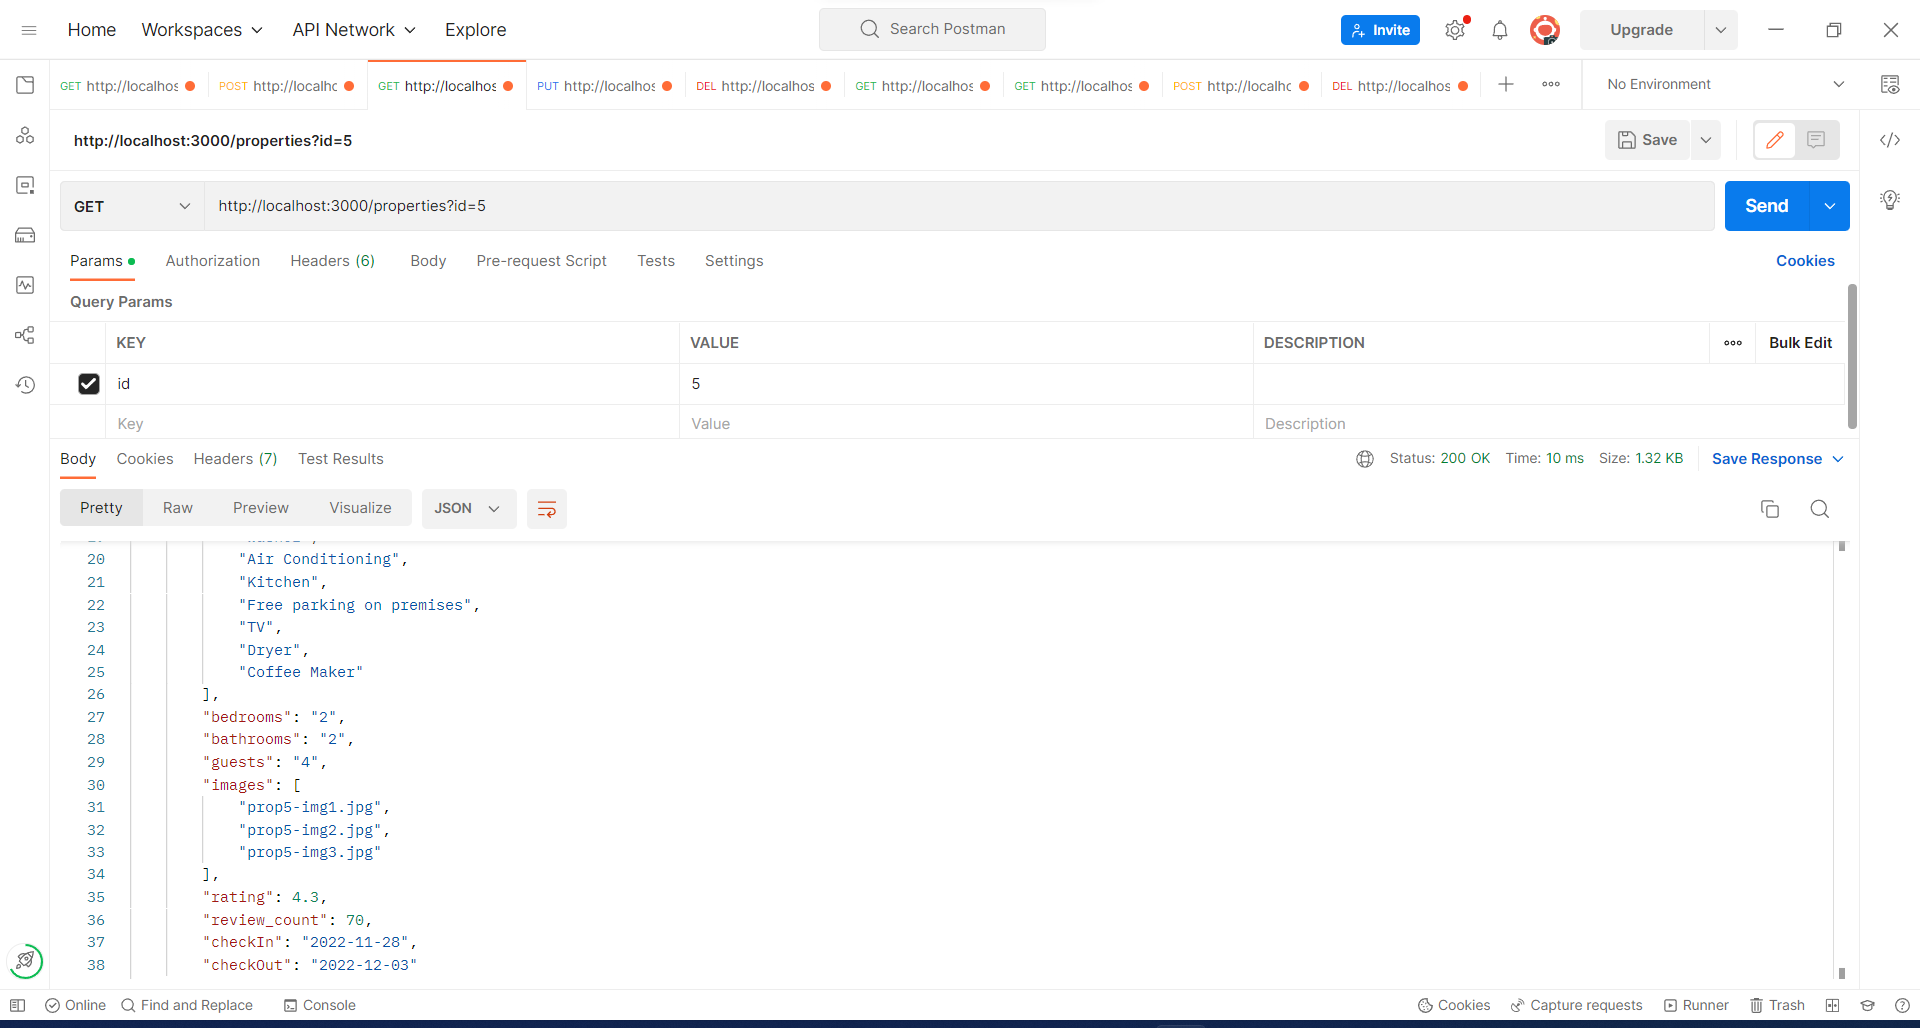 Home Workspaces API Network Explore Search Postman Invite Upgrade
GET http://localhos POST http://localhc GET http://localhos PUT http://localhos DEL http://localhos GET http://localhos GET http://localhos POST http://localhc DEL http://localhos No Environment
http://localhost:3000/properties?id=5 Save
GET http://localhost:3000/properties?id=5 Send
Params Authorization Headers (6) Body Pre-request Script Tests Settings Cookies
Query Params
KEY VALUE DESCRIPTION Bulk Edit
id 5
Key Value Description
Body Cookies Headers (7) Test Results Status: 200 OK Time: 10 ms Size: 1.32 KB Save Response
Pretty Raw Preview Visualize JSON
20 "Air Conditioning",
21 "Kitchen",
22 "Free parking on premises",
23 "TV",
24 "Dryer",
25 "Coffee Maker"
26 ],
27 "bedrooms": "2",
28 "bathrooms": "2",
29 "guests": "4",
30 "images": [
31 "prop5-img1.jpg",
32 "prop5-img2.jpg",
33 "prop5-img3.jpg"
34 ],
35 "rating": 4.3,
36 "review_count": 70,
37 "checkIn": "2022-11-28",
38 "checkOut": "2022-12-03"
Online Find and Replace Console Cookies Capture requests Runner Trash